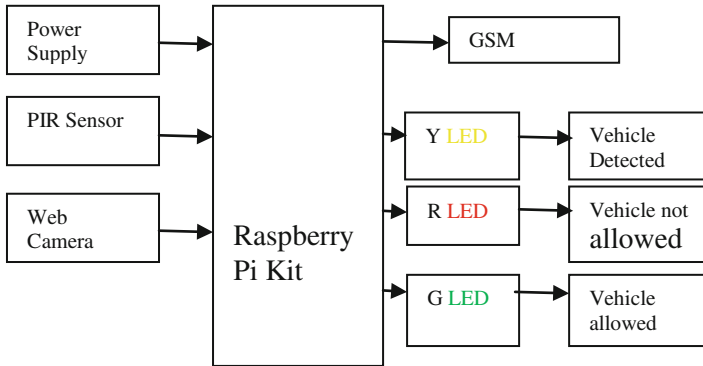 Power
Supply
PIR Sensor
Web
Camera
Raspberry
Pi Kit
GSM
Y LED
R LED
G LED
Vehicle
Detected
Vehicle not
allowed
Vehicle
allowed